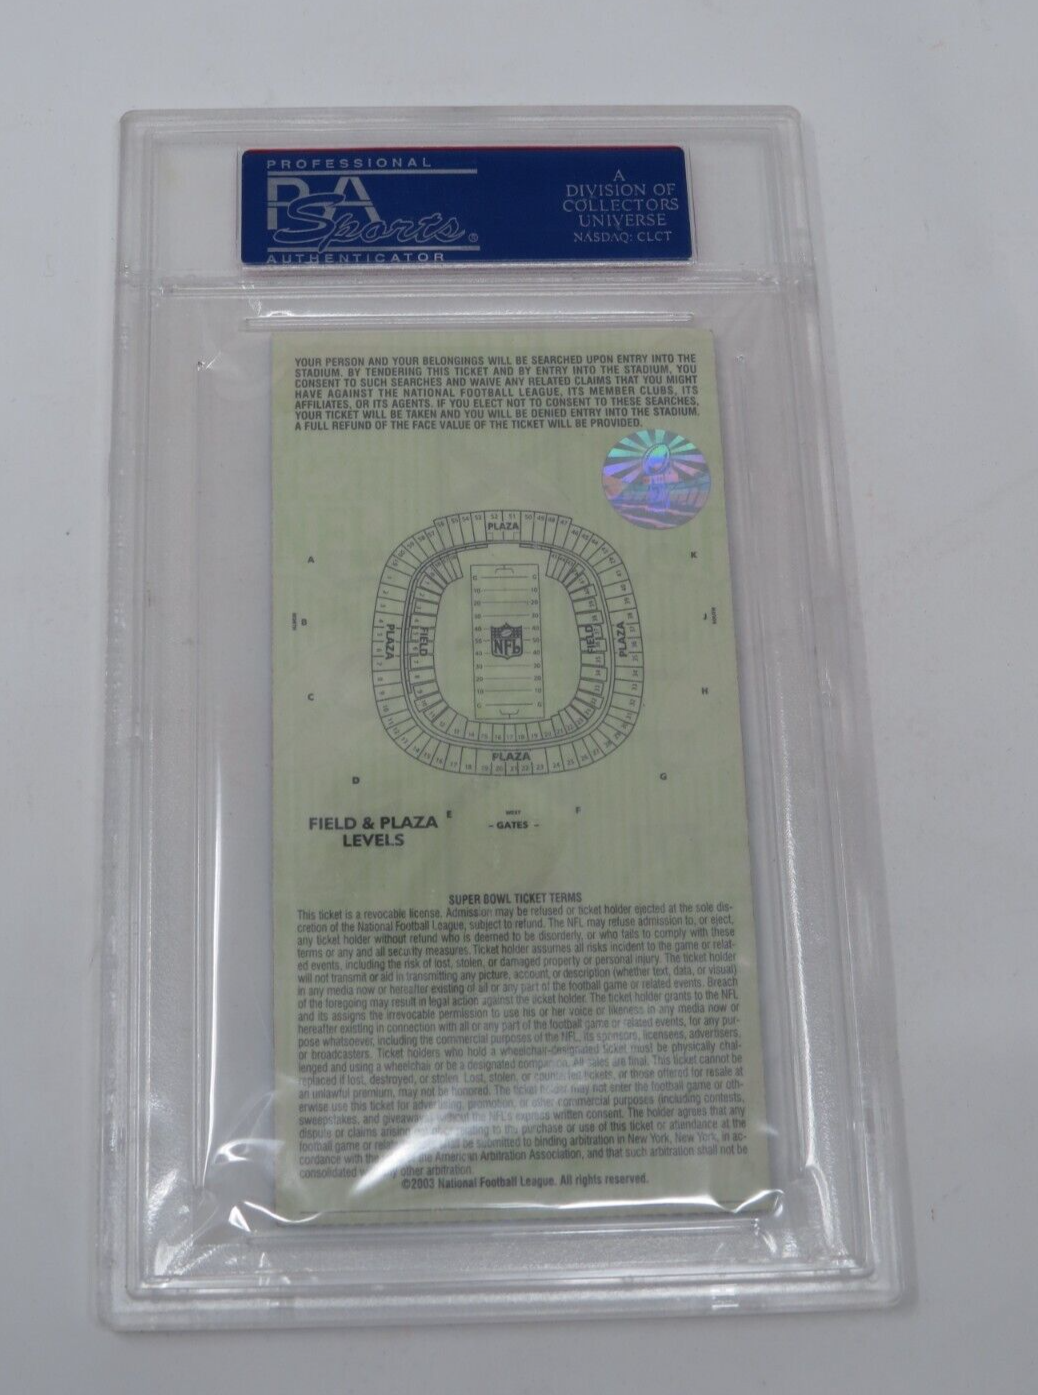 PROFESSIONAL
PSA
Sports®
AUTHENTICATOR
A
DIVISION OF
COLLECTORS
UNIVERSE
NASDAQ: CLCT
YOUR PERSON AND YOUR BELONGINGS WILL BE SEARCHED UPON ENTRY INTO THE
STADIUM. BY TENDERING THIS TICKET AND BY ENTRY INTO THE STADIUM, YOU
CONSENT TO SUCH SEARCHES AND WAIVE ANY RELATED CLAIMS THAT YOU MIGHT
HAVE AGAINST THE NATIONAL FOOTBALL LEAGUE, ITS MEMBER CLUBS, ITS
AFFILIATES, OR ITS AGENTS. IF YOU ELECT NOT TO CONSENT TO THESE SEARCHES,
YOUR TICKET WILL BE TAKEN AND YOU WILL BE DENIED ENTRY INTO THE STADIUM.
A FULL REFUND OF THE FACE VALUE OF THE TICKET WILL BE PROVIDED.
PLAZA
A
K
B
J
PLAZA
FIELD
NFL
FIELD
PLAZA
C
H
PLAZA
D
G
E
WEST
F
- GATES -
FIELD & PLAZA
LEVELS
SUPER BOWL TICKET TERMS
This ticket is a revocable license. Admission may be refused or ticket holder ejected at the sole dis-
cretion of the National Football League, subject to refund. The NFL may refuse admission to, or eject,
any ticket holder without refund who is deemed to be disorderly, or who fails to comply with these
terms or any and all security measures. Ticket holder assumes all risks incident to the game or relat-
ed events, including the risk of lost, stolen, or damaged property or personal injury. The ticket holder
will not transmit or aid in transmitting any picture, account, or description (whether text, data, or visual)
in any media now or hereafter existing of all or any part of the football game or related events. Breach
of the foregoing may result in legal action against the ticket holder. The ticket holder grants to the NFL
and its assigns the irrevocable permission to use his or her voice or likeness in any media now or
hereafter existing in connection with all or any part of the football game or related events, for any pur-
pose whatsoever, including the commercial purposes of the NFL, its sponsors, licensees, advertisers,
or broadcasters. Ticket holders who hold a wheelchair-designated ticket must be physically chal-
lenged and using a wheelchair or be a designated companion. All sales are final. This ticket cannot be
replaced if lost, destroyed, or stolen. Lost, stolen, or counterfeit tickets, or those offered for resale at
an unlawful premium, may not be honored. The ticket holder may not enter the football game or oth-
erwise use this ticket for advertising, promotion, or other commercial purposes (including contests,
sweepstakes, and giveaways) without the NFL's express written consent. The holder agrees that any
dispute or claims arising to the purchase or use of this ticket or attendance at the
football game or be submitted to binding arbitration in New York, New York, in ac-
cordance with the the American Arbitration Association, and that such arbitration shall not be
consolidated other arbitration.
©2003 National Football League. All rights reserved.